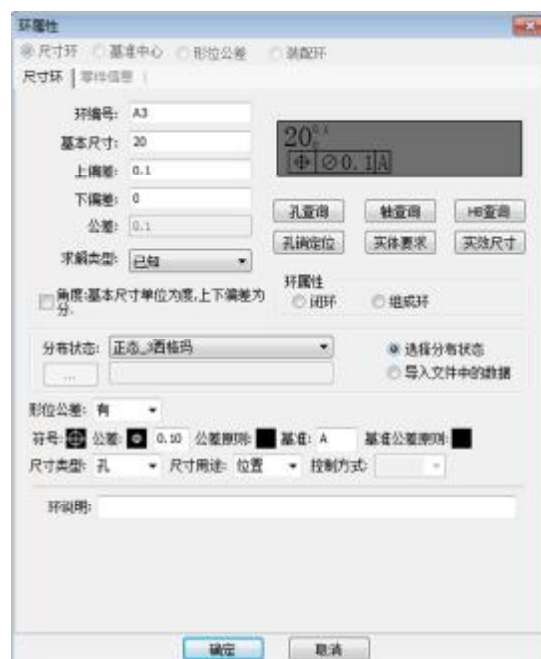 环属性
尺寸环 基准中心 形位公差 装配环
尺寸环 零件信息
环编号: A3
基本尺寸: 20
上偏差: 0.1
下偏差: 0
公差: 0.1
求解类型: 已知
20 0.1 0
⌖ ∅0.1 A
孔查询 轴查询 HB查询
孔销定位 实体要求 实效尺寸
环属性
闭环 组成环
角度:基本尺寸单位为度,上下偏差为
分.
分布状态: 正态_3西格玛
选择分布状态
... 导入文件中的数据
形位公差: 有
符号: 公差: 0.10 公差原则: 基准: A 基准公差原则:
尺寸类型: 孔 尺寸用途: 位置 控制方式:
环说明:
确定 取消